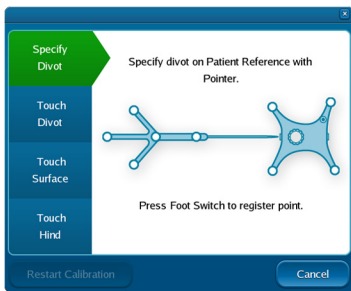 Specify
Divot
Touch
Divot
Touch
Surface
Touch
Hind
Specify divot on Patient Reference with
Pointer.
Press Foot Switch to register point.
Restart Calibration
Cancel